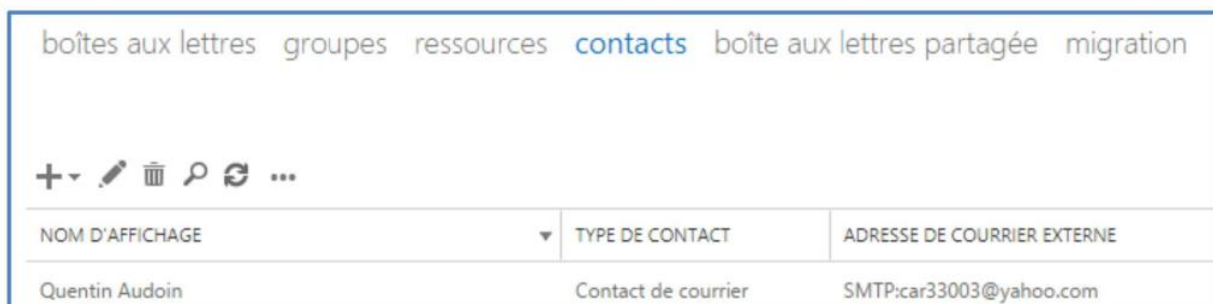 boîtes aux lettres groupes ressources contacts boîte aux lettres partagée migration
NOM D'AFFICHAGE TYPE DE CONTACT ADRESSE DE COURRIER EXTERNE
Quentin Audoin Contact de courrier SMTP:car33003@yahoo.com